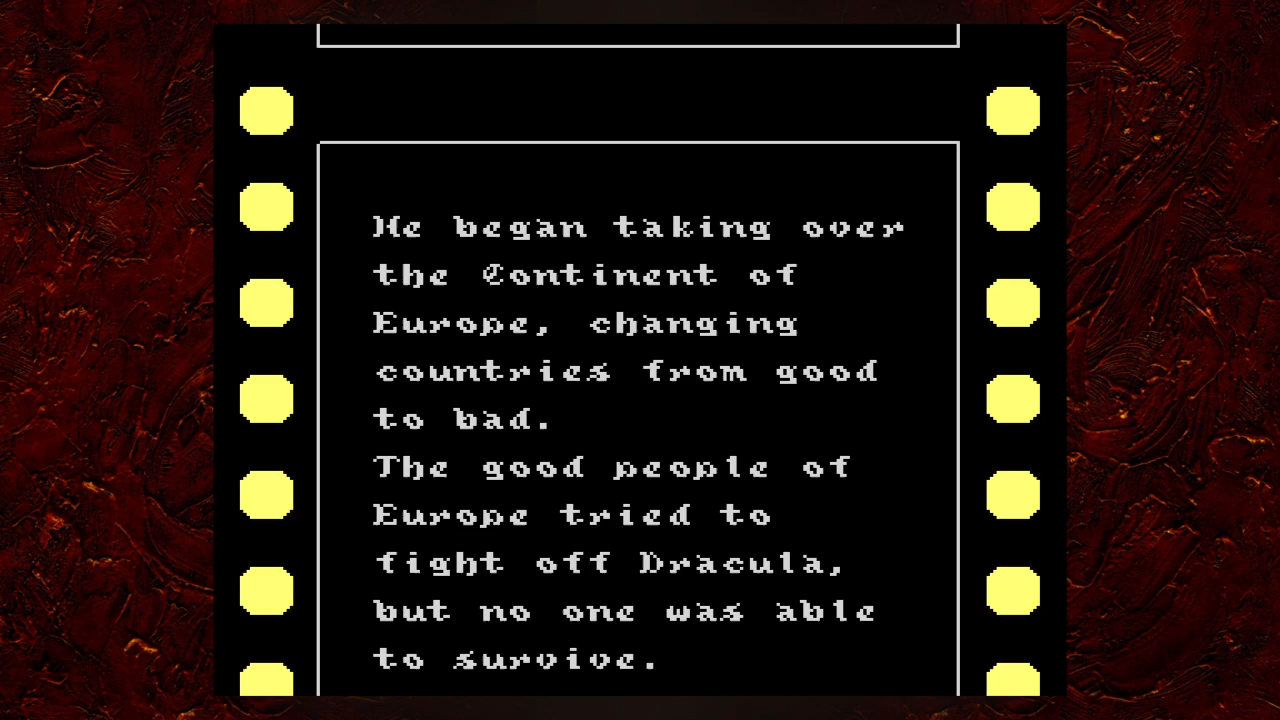 He began taking over
the Continent of
Europe, changing
countries from good
to bad.
The good people of
Europe tried to
fight off Dracula,
but no one was able
to survive.